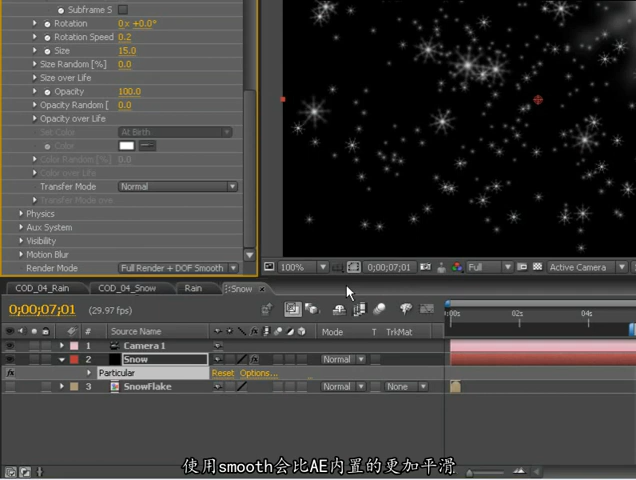 Subframe S
Rotation 0x +0.0°
Rotation Speed 0.2
Size 15.0
Size Random [%] 0.0
Size over Life
Opacity 100.0
Opacity Random [ 0.0
Opacity over Life
Set Color At Birth
Color
Color Random [%] 0.0
Color over Life
Transfer Mode Normal
Transfer Mode ove
Physics
Aux System
Visibility
Motion Blur
Render Mode Full Render + DOF Smooth
100% 0;00;07;01 Full Active Camera
COD_04_Rain COD_04_Snow Rain Snow ×
0;00;07;01 (29.97 fps)
:00s 02s 04s
# Source Name Mode T TrkMat
1 Camera 1
2 Snow fx Normal
fx Particular Reset Options...
3 SnowFlake Normal None
使用smooth会比AE内置的更加平滑